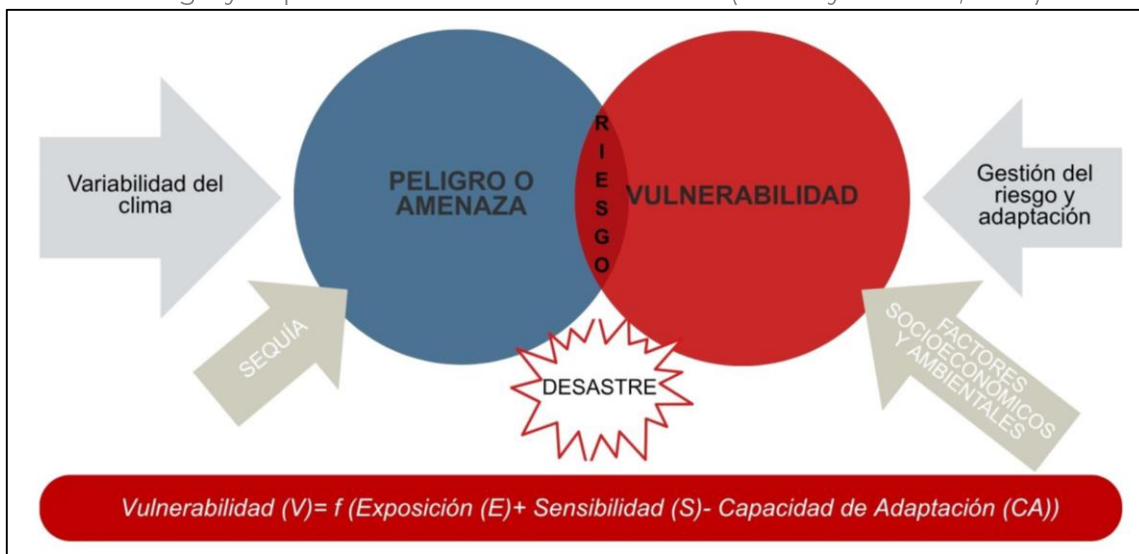 Variabilidad del
clima
PELIGRO O
AMENAZA
RIESGO
VULNERABILIDAD
Gestión del
riesgo y
adaptación
SEQUÍA
FACTORES
SOCIOECONÓMICOS
Y AMBIENTALES
DESASTRE
Vulnerabilidad (V)= f (Exposición (E)+ Sensibilidad (S)- Capacidad de Adaptación (CA))